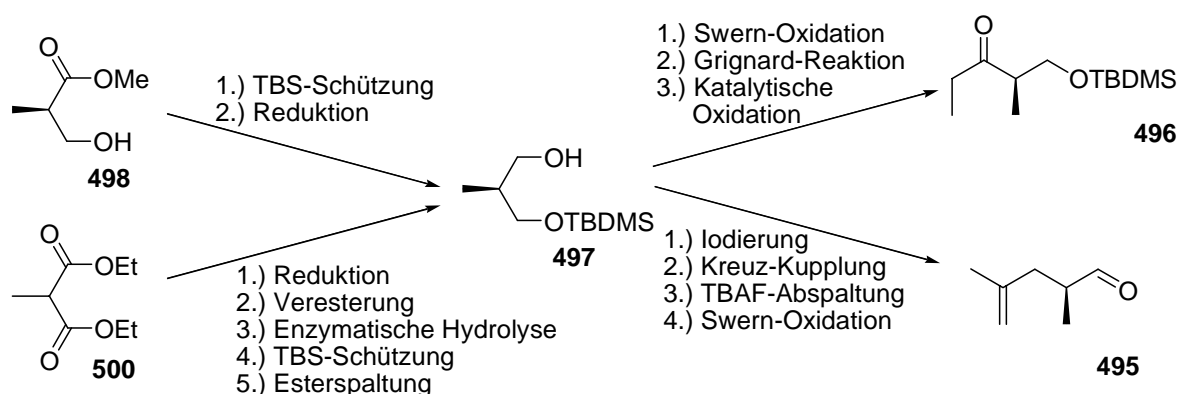 O
OMe
OH
498
1.) TBS-Schützung
2.) Reduktion
O
OEt
OEt
O
500
1.) Reduktion
2.) Veresterung
3.) Enzymatische Hydrolyse
4.) TBS-Schützung
5.) Esterspaltung
OH
OTBDMS
497
1.) Swern-Oxidation
2.) Grignard-Reaktion
3.) Katalytische
Oxidation
O
OTBDMS
496
1.) Iodierung
2.) Kreuz-Kupplung
3.) TBAF-Abspaltung
4.) Swern-Oxidation
O
495